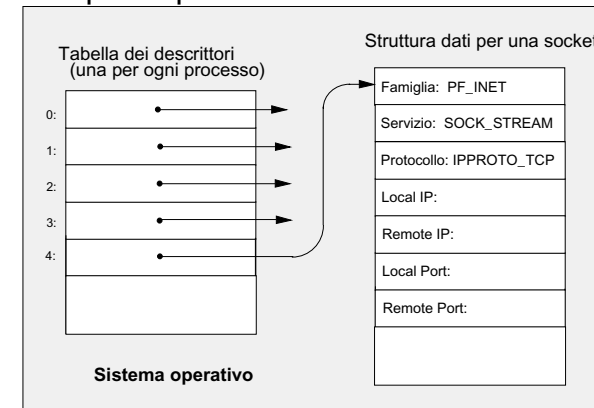 Tabella dei descrittori
(una per ogni processo)
0:
1:
2:
3:
4:
Sistema operativo
Struttura dati per una socket
Famiglia: PF_INET
Servizio: SOCK_STREAM
Protocollo: IPPROTO_TCP
Local IP:
Remote IP:
Local Port:
Remote Port: